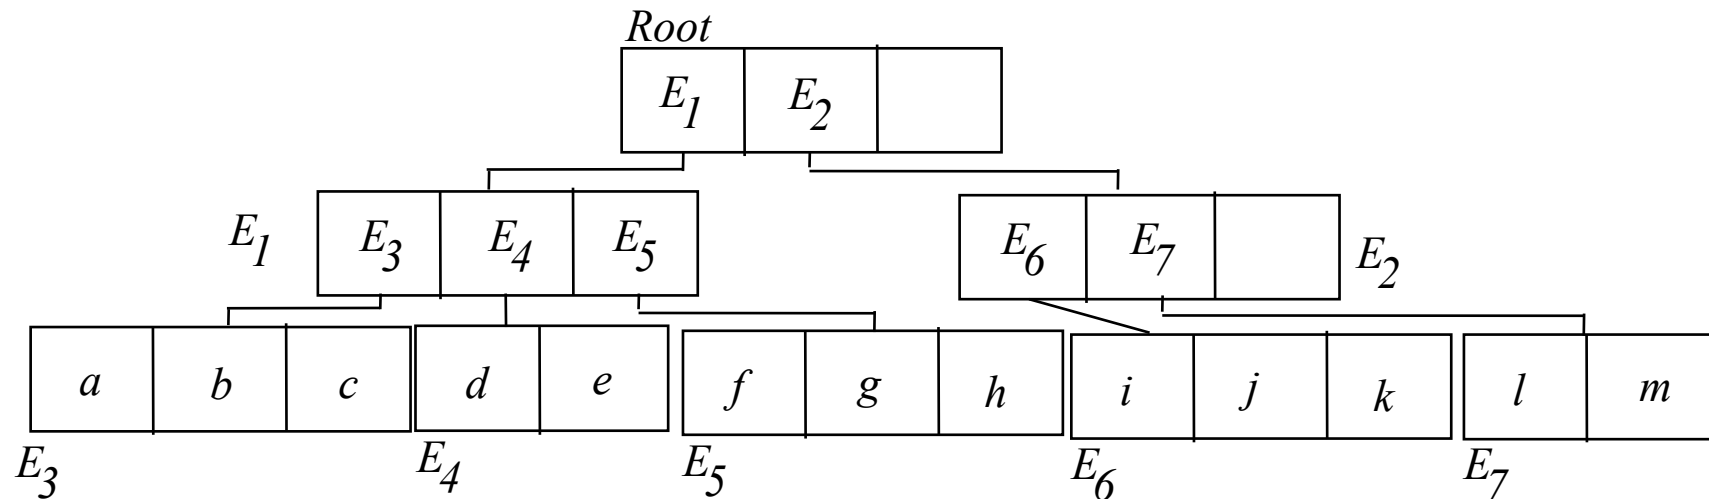 Root
E1 E2
E1 E3 E4 E5 E6 E7 E2
a b c d e f g h i j k l m
E3 E4 E5 E6 E7